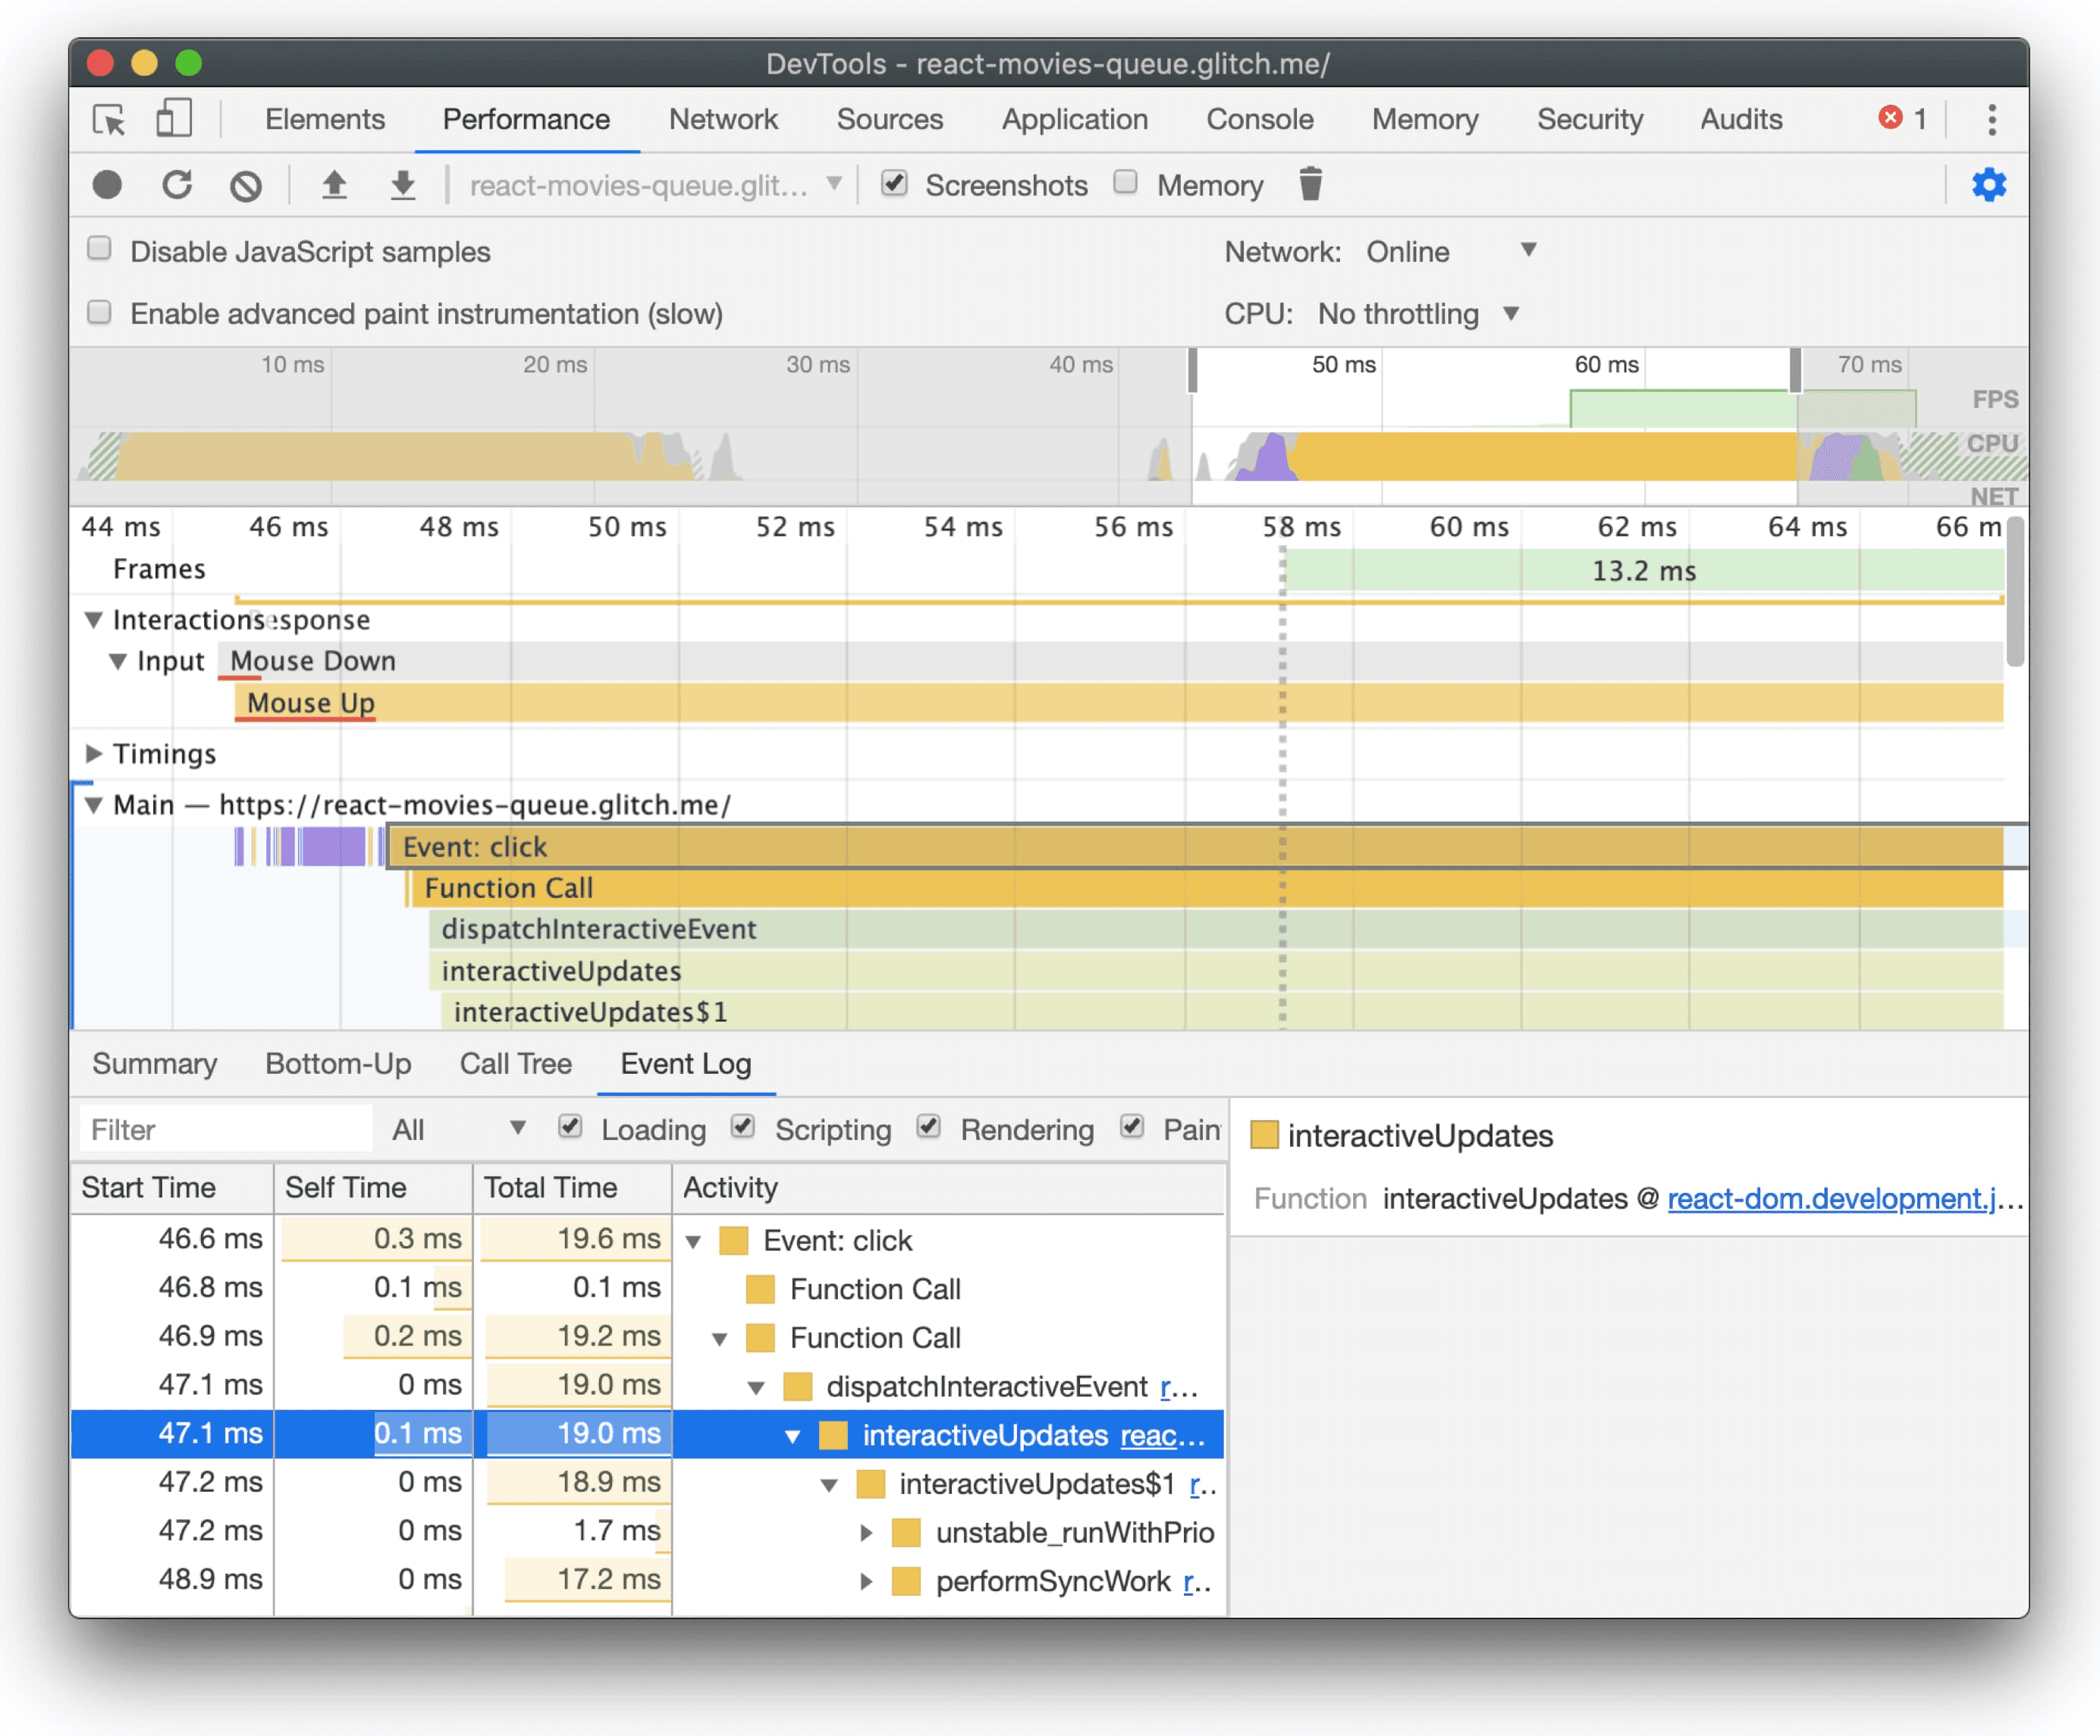 DevTools - react-movies-queue.glitch.me/
Elements Performance Network Sources Application Console Memory Security Audits 1
react-movies-queue.glit... Screenshots Memory
Disable JavaScript samples Network: Online
Enable advanced paint instrumentation (slow) CPU: No throttling
10 ms 20 ms 30 ms 40 ms 50 ms 60 ms 70 ms
FPS
CPU
NET
44 ms 46 ms 48 ms 50 ms 52 ms 54 ms 56 ms 58 ms 60 ms 62 ms 64 ms 66 m
Frames 13.2 ms
Interactions esponse
Input Mouse Down
Mouse Up
Timings
Main — https://react-movies-queue.glitch.me/
Event: click
Function Call
dispatchInteractiveEvent
interactiveUpdates
interactiveUpdates$1
Summary Bottom-Up Call Tree Event Log
Filter All Loading Scripting Rendering Pain
Start Time Self Time Total Time Activity
46.6 ms 0.3 ms 19.6 ms Event: click
46.8 ms 0.1 ms 0.1 ms Function Call
46.9 ms 0.2 ms 19.2 ms Function Call
47.1 ms 0 ms 19.0 ms dispatchInteractiveEvent r...
47.1 ms 0.1 ms 19.0 ms interactiveUpdates reac...
47.2 ms 0 ms 18.9 ms interactiveUpdates$1 r..
47.2 ms 0 ms 1.7 ms unstable_runWithPrio
48.9 ms 0 ms 17.2 ms performSyncWork r..
interactiveUpdates
Function interactiveUpdates @ react-dom.development.j...